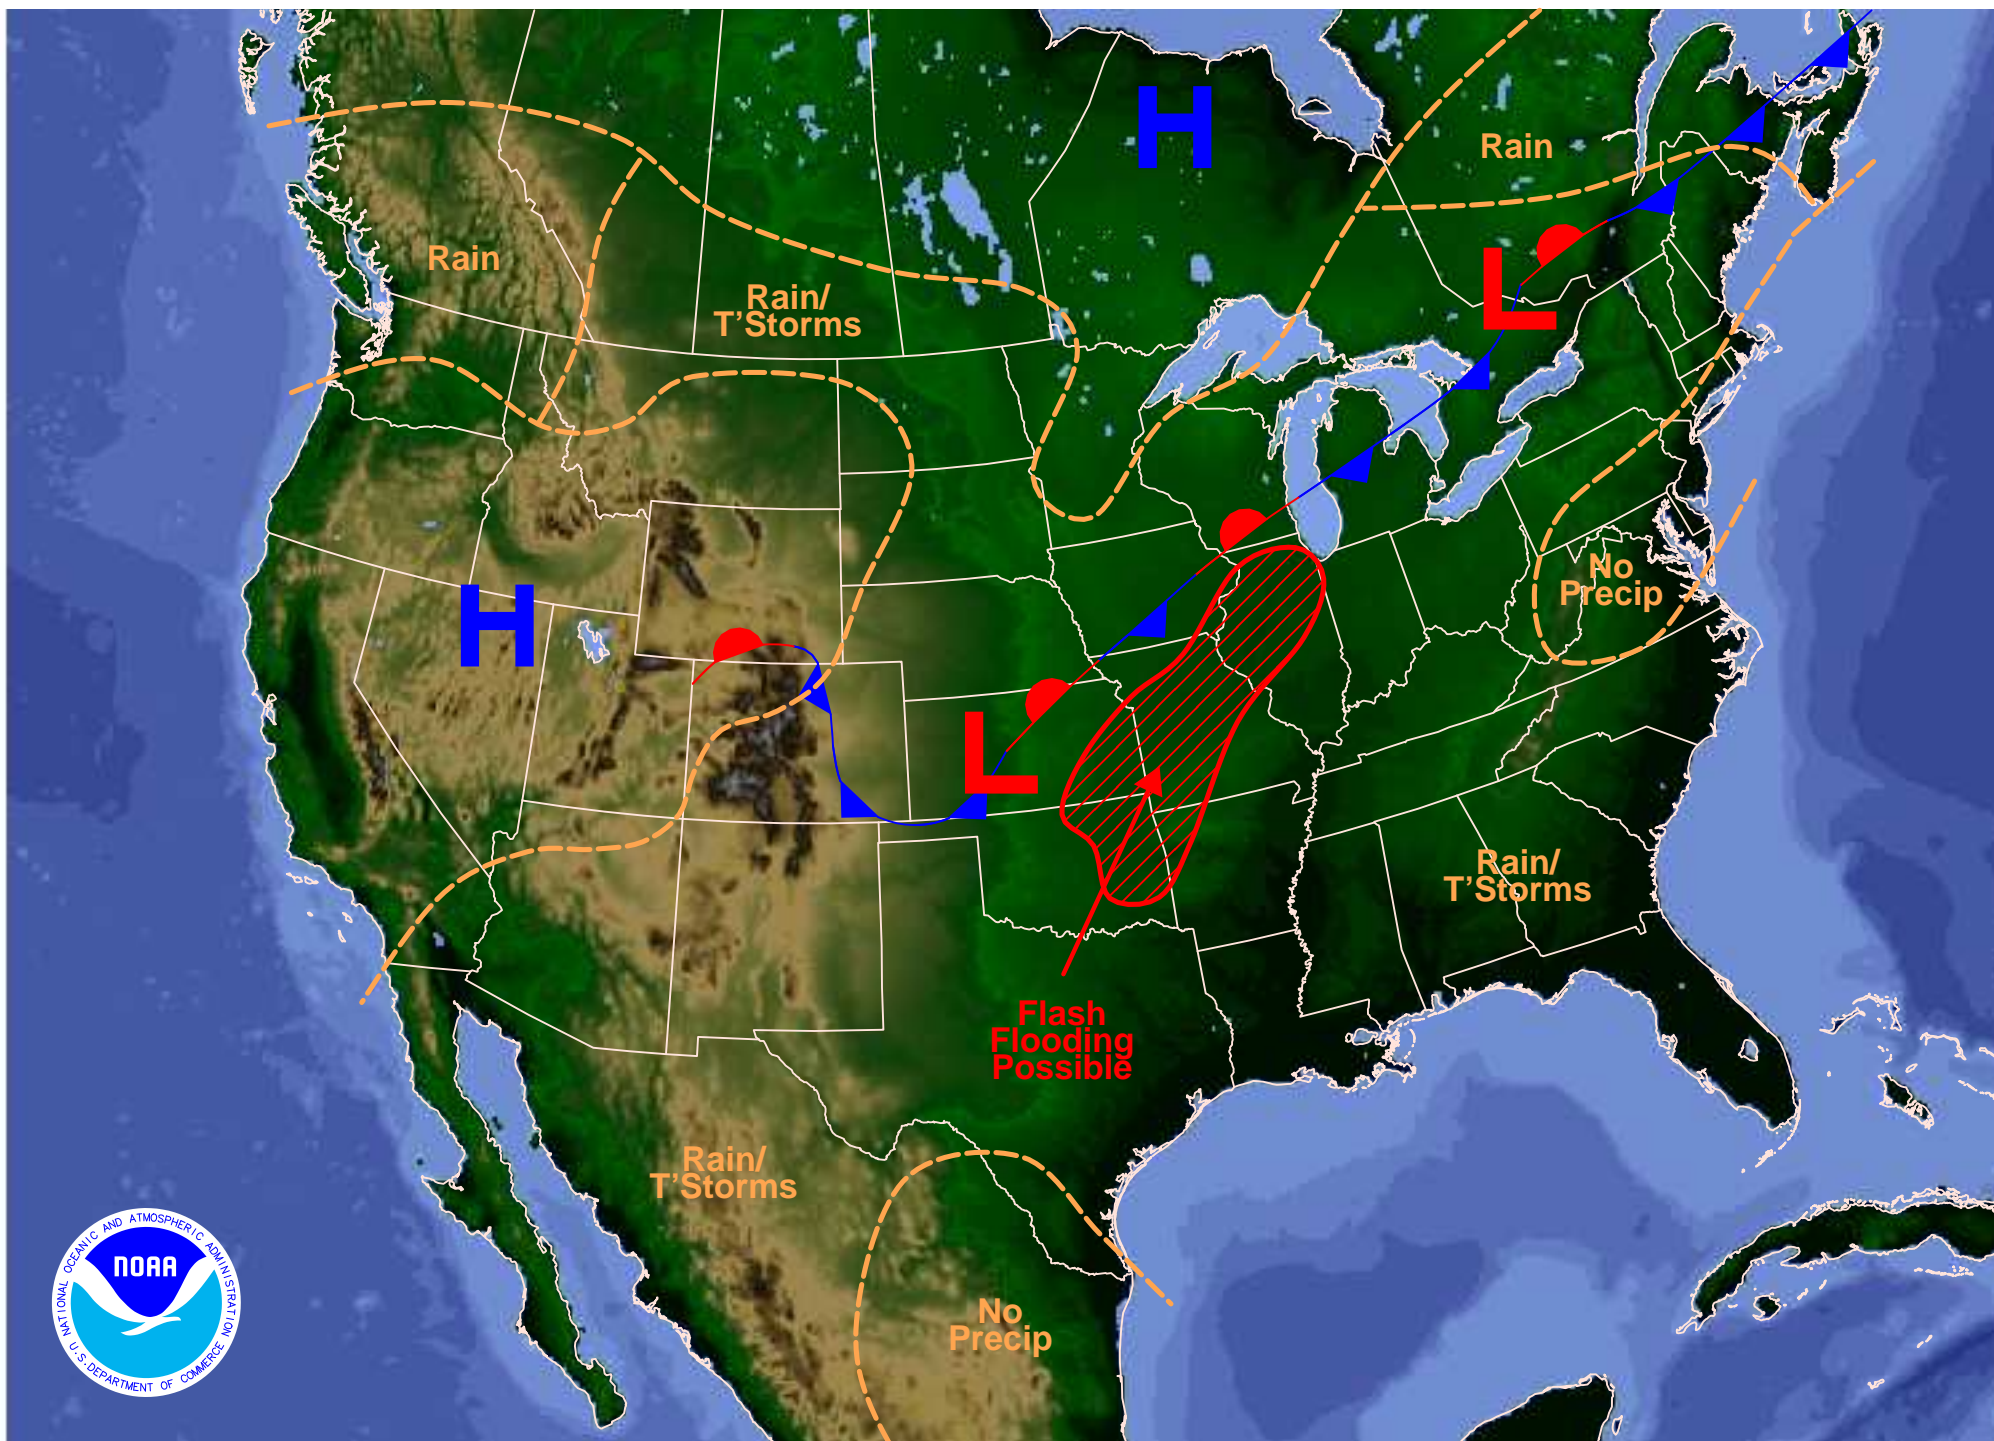 H
Rain
Rain
L
Rain/
T'Storms
No
Precip
H
L
Rain/
T'Storms
Flash
Flooding
Possible
Rain/
T'Storms
No
Precip
NATIONAL OCEANIC AND ATMOSPHERIC ADMINISTRATION
NOAA
U.S. DEPARTMENT OF COMMERCE